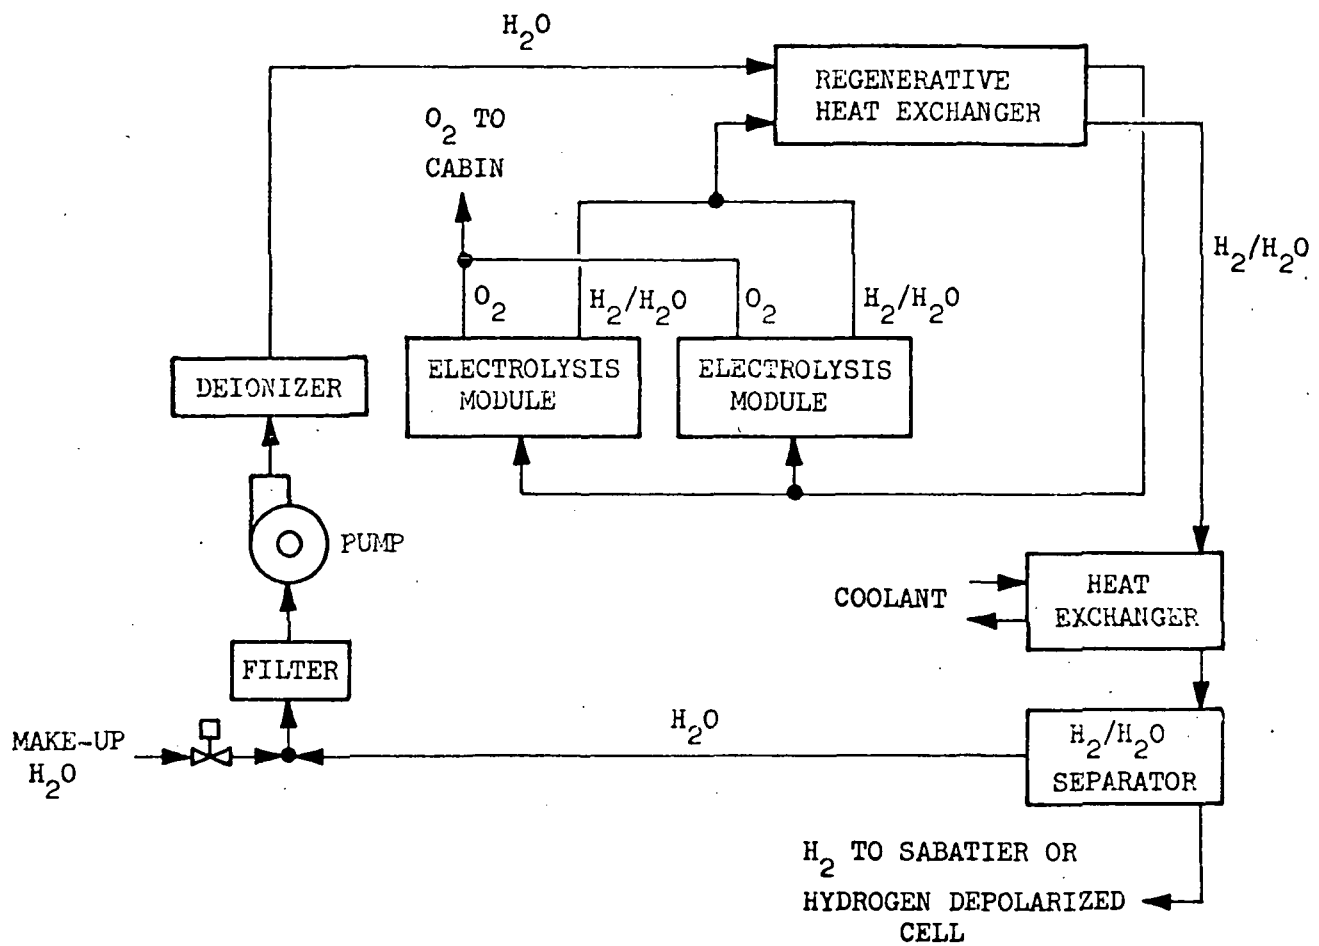 H2O
REGENERATIVE
HEAT EXCHANGER
O2 TO
CABIN
H2/H2O
O2
H2/H2O
O2
H2/H2O
ELECTROLYSIS
MODULE
ELECTROLYSIS
MODULE
DEIONIZER
PUMP
COOLANT
HEAT
EXCHANGER
FILTER
MAKE-UP
H2O
H2O
H2/H2O
SEPARATOR
H2 TO SABATIER OR
HYDROGEN DEPOLARIZED
CELL